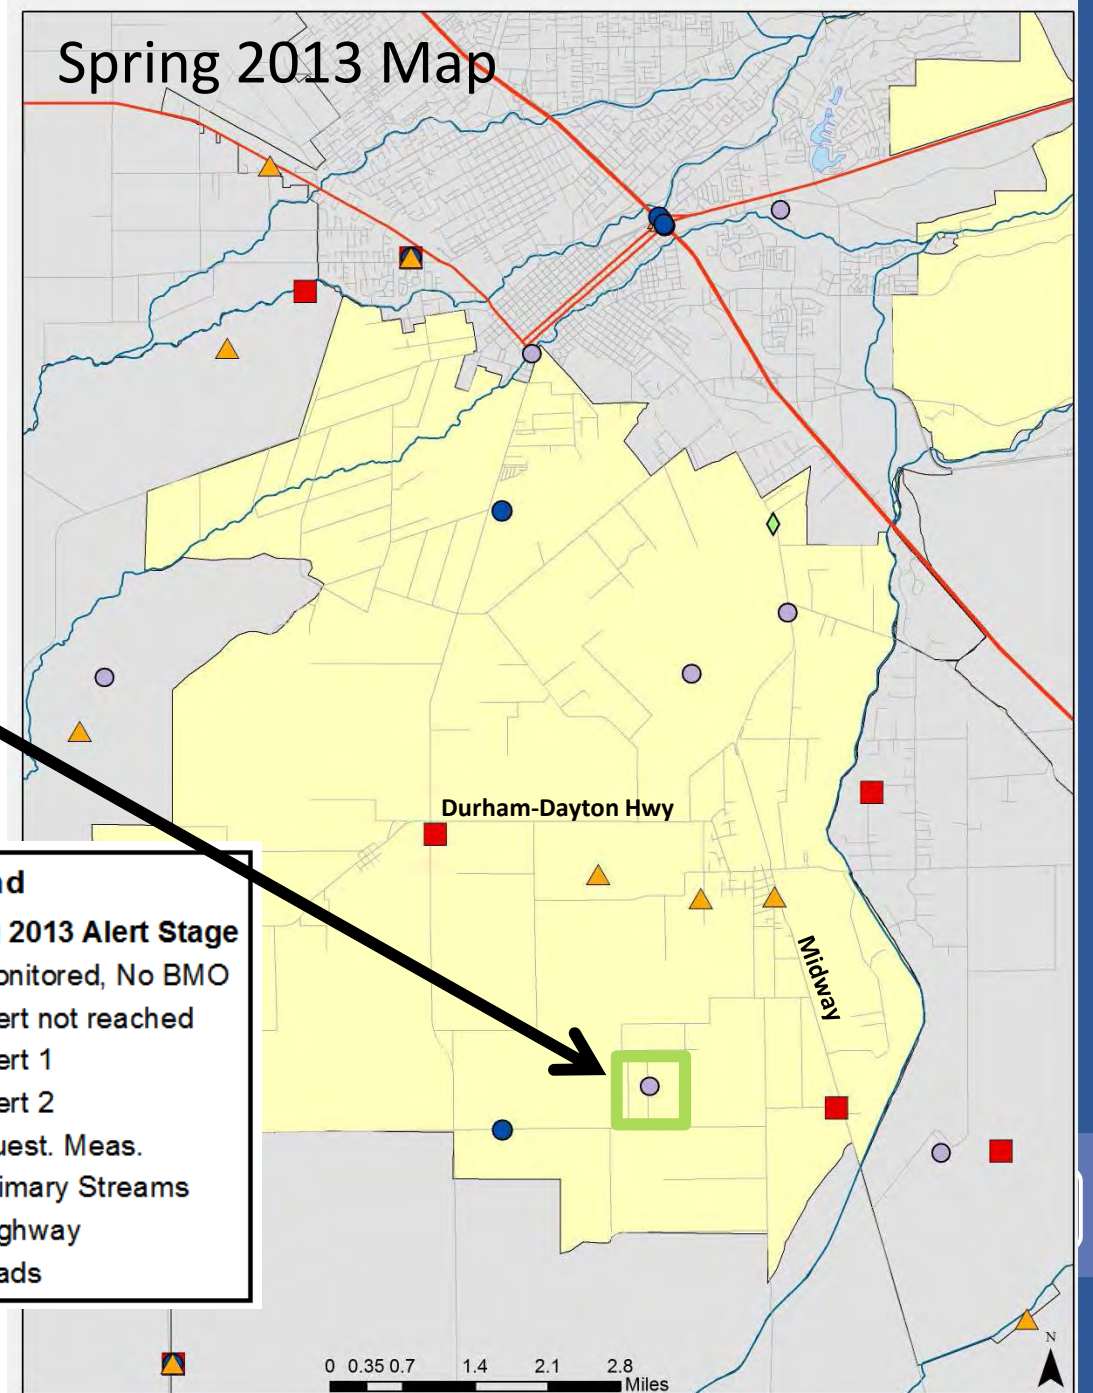 Spring 2013 Map
Durham-Dayton Hwy
Midway
nd
2013 Alert Stage
onitored, No BMO
ert not reached
ert 1
ert 2
uest. Meas.
imary Streams
ghway
ads
0 0.35 0.7 1.4 2.1 2.8
Miles
N